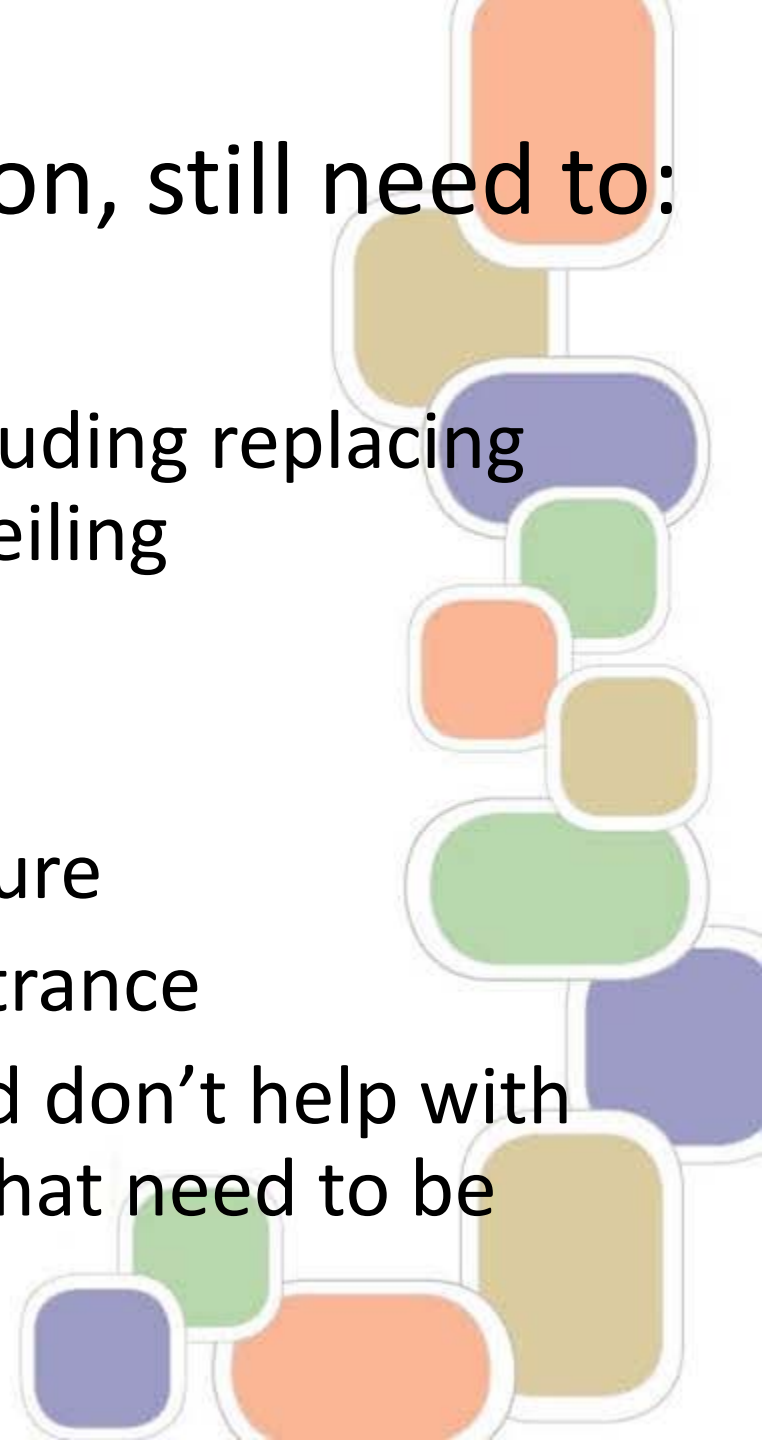 on, still need to:
uding replacing
eiling
ure
trance
d don’t help with
hat need to be